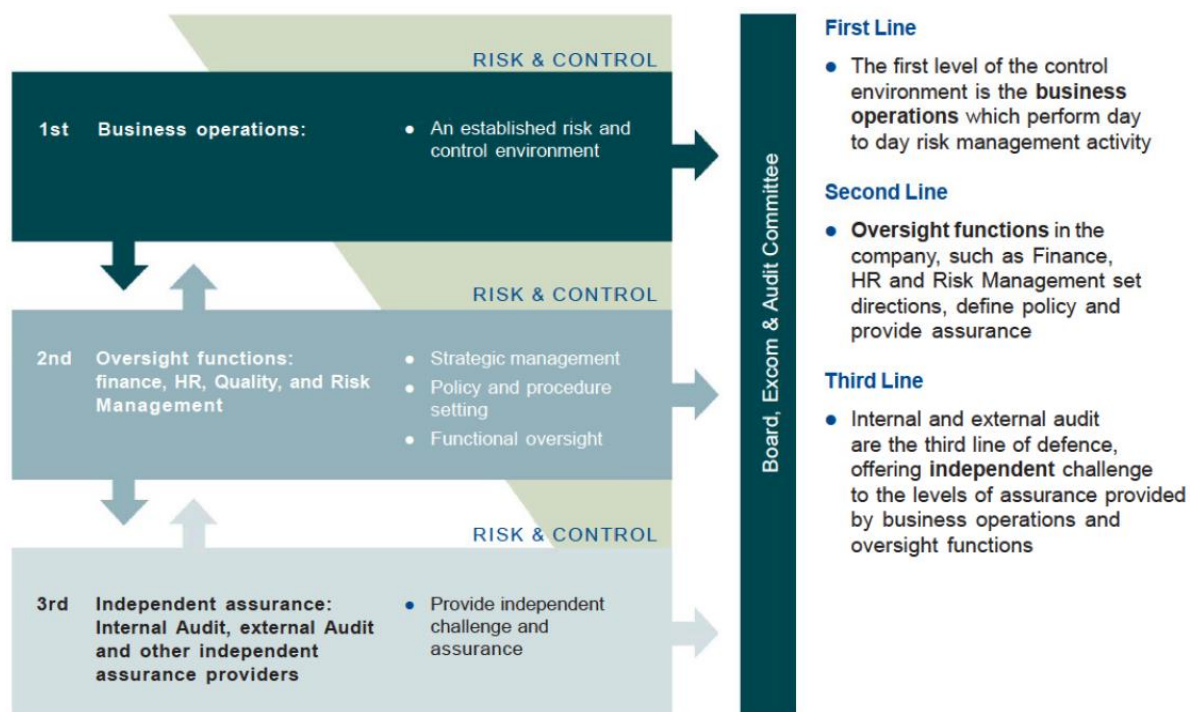 RISK & CONTROL
1st Business operations:
● An established risk and
control environment
RISK & CONTROL
2nd Oversight functions:
finance, HR, Quality, and Risk
Management
● Strategic management
● Policy and procedure
setting
● Functional oversight
RISK & CONTROL
3rd Independent assurance:
Internal Audit, external Audit
and other independent
assurance providers
● Provide independent
challenge and
assurance
Board, Excom & Audit Committee
First Line
● The first level of the control
environment is the business
operations which perform day
to day risk management activity
Second Line
● Oversight functions in the
company, such as Finance,
HR and Risk Management set
directions, define policy and
provide assurance
Third Line
● Internal and external audit
are the third line of defence,
offering independent challenge
to the levels of assurance provided
by business operations and
oversight functions